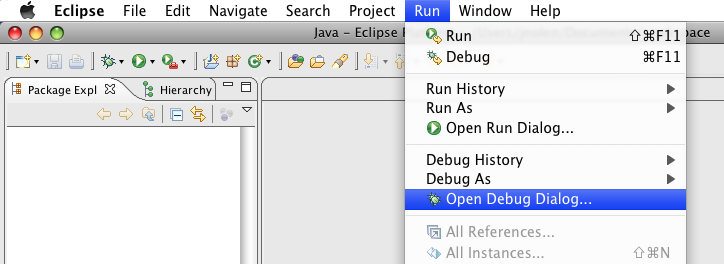 Eclipse File Edit Navigate Search Project Run Window Help
Java – Eclipse
pace
Run ⇧⌘F11
Debug ⌘F11
Package Expl
Hierarchy
Run History
Run As
Open Run Dialog...
Debug History
Debug As
Open Debug Dialog...
All References...
All Instances... ⇧⌘N